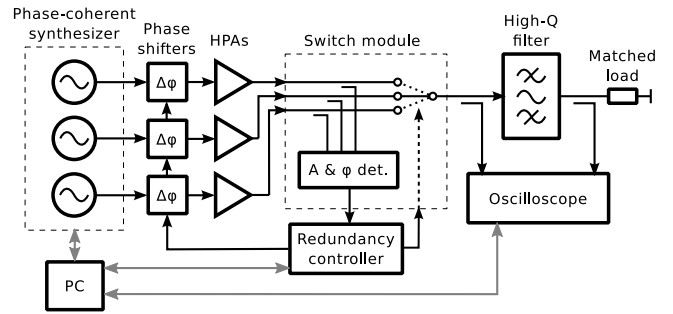 Phase-coherent
synthesizer
Phase
shifters
HPAs
Switch module
High-Q
filter
Matched
load
Δφ
Δφ
Δφ
A & φ det.
Oscilloscope
Redundancy
controller
PC